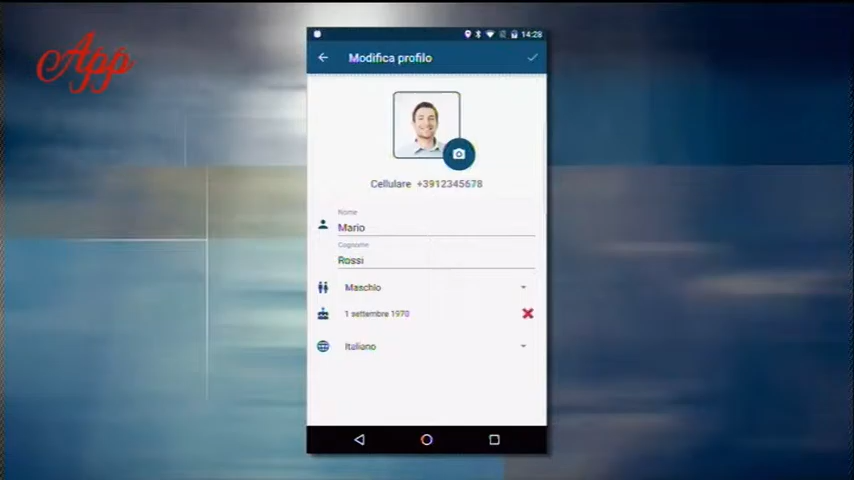 App
14:28
Modifica profilo
Cellulare +3912345678
Nome
Mario
Cognome
Rossi
Maschio
1 settembre 1970
Italiano